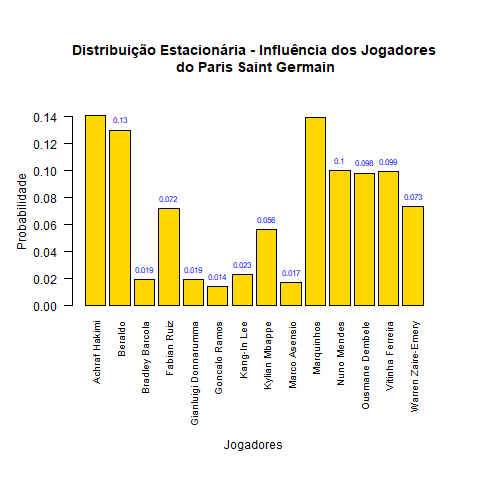 Distribuição Estacionária - Influência dos Jogadores
do Paris Saint Germain
Probabilidade
0.14
0.12
0.10
0.08
0.06
0.04
0.02
0.00
0.13
0.019
0.072
0.019
0.014
0.023
0.056
0.017
0.1
0.098
0.099
0.073
Achraf Hakimi
Beraldo
Bradley Barcola
Fabian Ruiz
Gianluigi Donnarumma
Goncalo Ramos
Kang-In Lee
Kylian Mbappe
Marco Asensio
Marquinhos
Nuno Mendes
Ousmane Dembele
Vitinha Ferreira
Warren Zaire-Emery
Jogadores